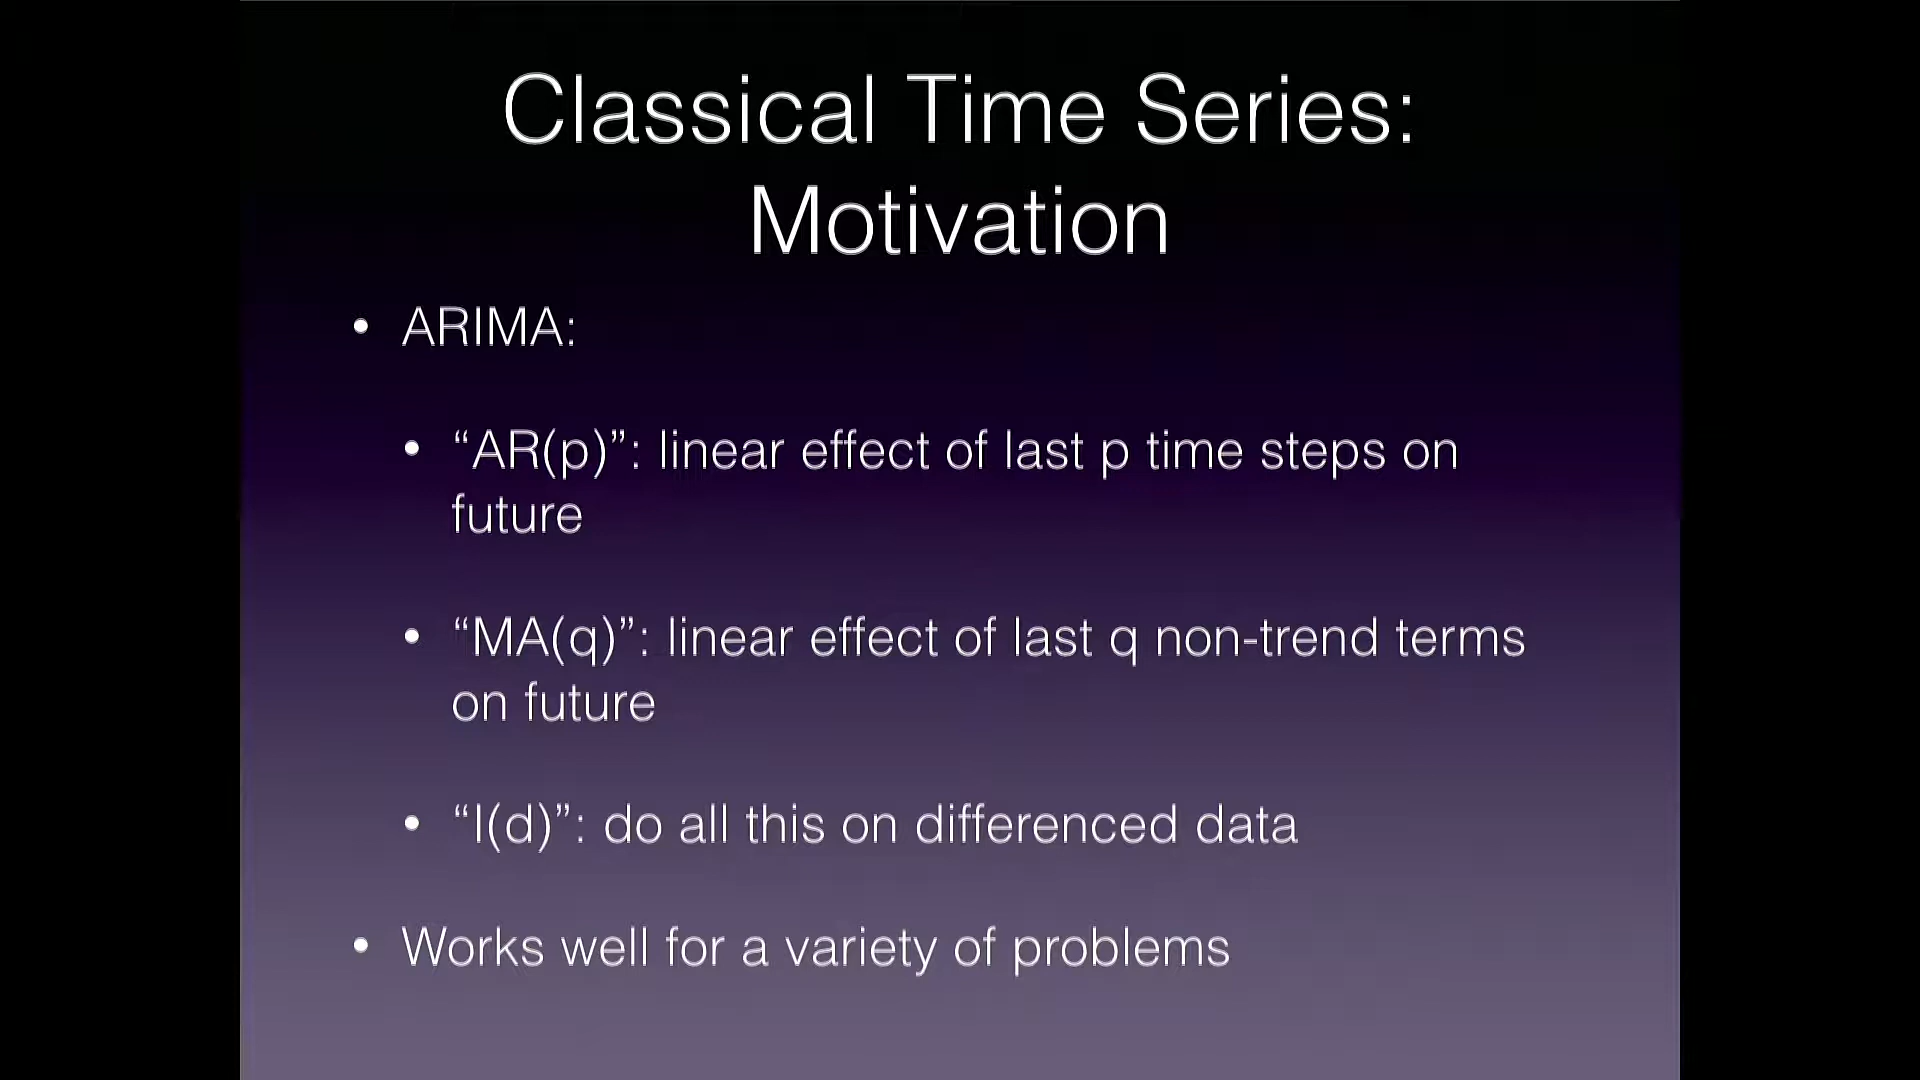 Classical Time Series:
Motivation
• ARIMA:
• “AR(p)”: linear effect of last p time steps on
future
• “MA(q)”: linear effect of last q non-trend terms
on future
• “I(d)”: do all this on differenced data
• Works well for a variety of problems